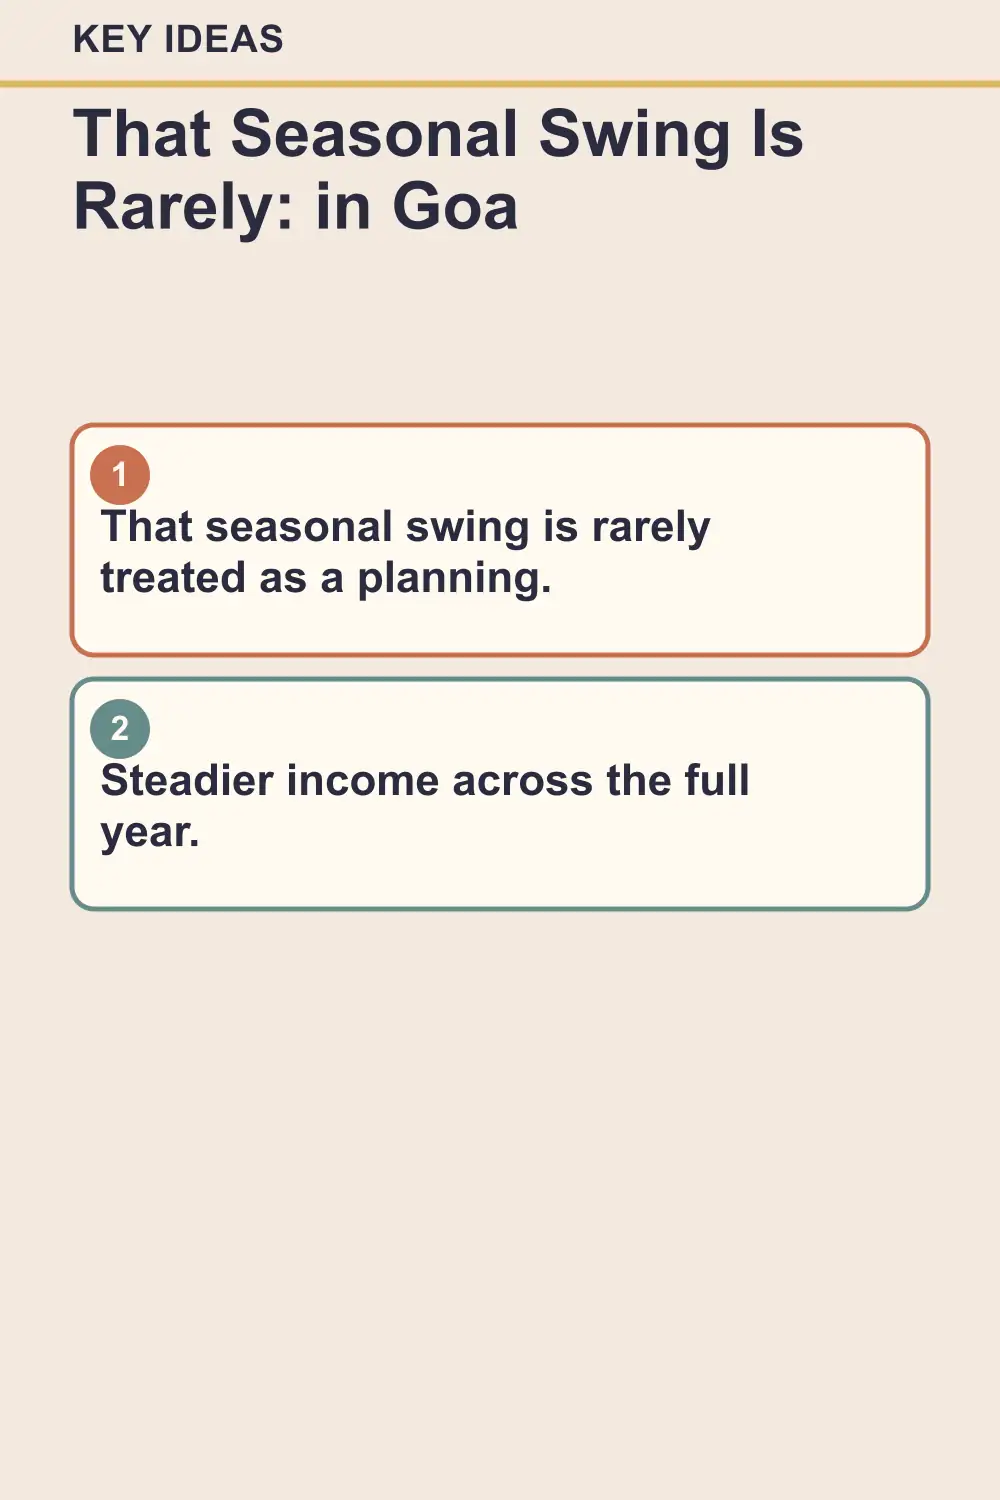 KEY IDEAS
That Seasonal Swing Is
Rarely: in Goa
1
That seasonal swing is rarely
treated as a planning.
2
Steadier income across the full
year.